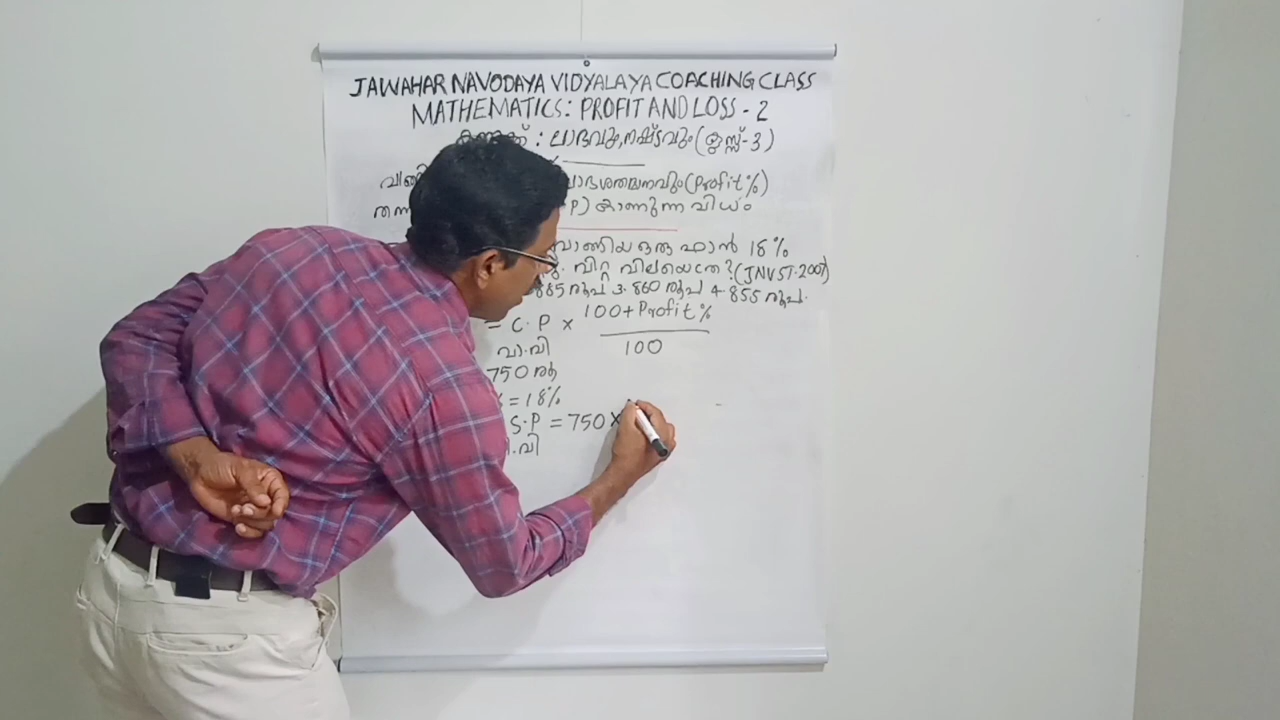 JAWAHAR NAVODAYA VIDYALAYA COACHING CLASS
MATHEMATICS: PROFIT AND LOSS - 2
: ലാഭവും,നഷ്ടവും(ക്ലാസ്സ്-3)
ലാഭശതമാനവും(Profit%)
തന്ന P) കാണുന്ന വിധം
വാങ്ങിയ ഒരു ഫാൻ 18%
വിറ്റ വിലയെത്ര?(JNVST-2007)
885 രൂപ 3. 860 രൂപ 4. 855 രൂപ.
= C.P × 100+Profit%
വാ.വി 100
750 രൂ
= 18%
S.P = 750 ×
.വി